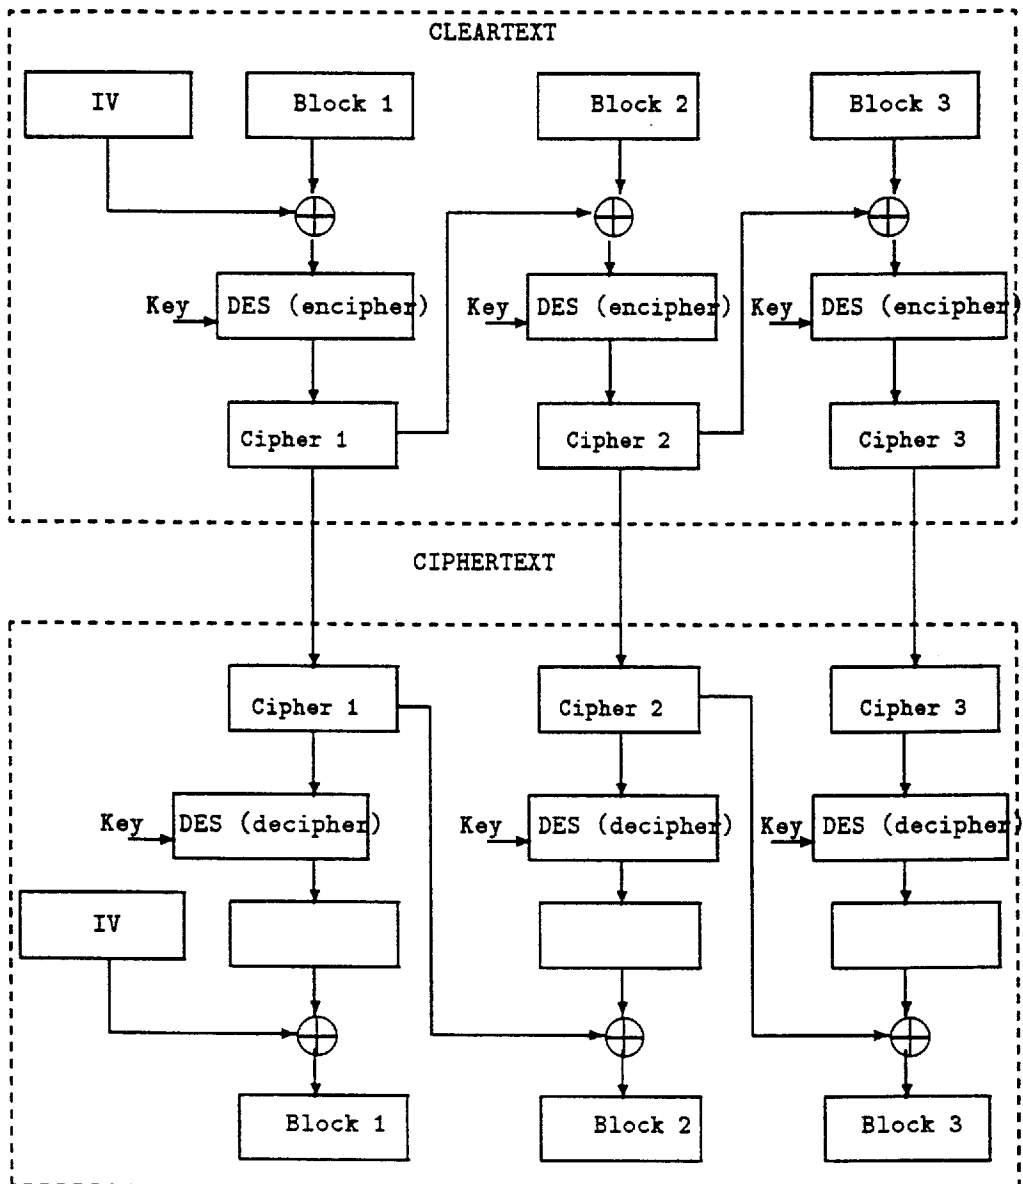 CLEARTEXT
IV
Block 1
Block 2
Block 3
Key
DES (encipher)
Key
DES (encipher)
Key
DES (encipher)
Cipher 1
Cipher 2
Cipher 3
CIPHERTEXT
Cipher 1
Cipher 2
Cipher 3
Key
DES (decipher)
Key
DES (decipher)
Key
DES (decipher)
IV
Block 1
Block 2
Block 3